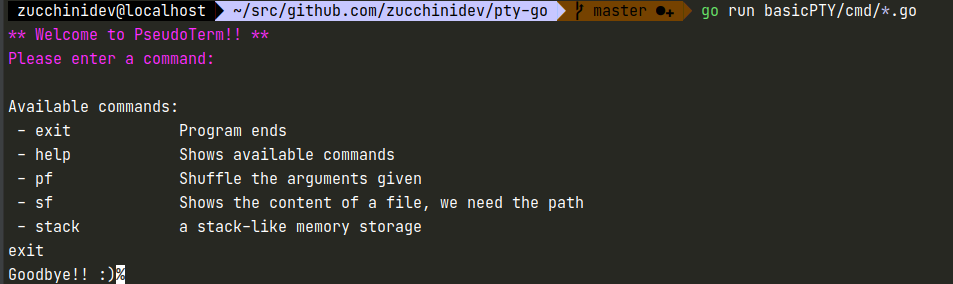 zucchinidev@localhost ~/src/github.com/zucchinidev/pty-go master ●+ go run basicPTY/cmd/*.go
** Welcome to PseudoTerm!! **
Please enter a command:
Available commands:
- exit Program ends
- help Shows available commands
- pf Shuffle the arguments given
- sf Shows the content of a file, we need the path
- stack a stack-like memory storage
exit
Goodbye!! :)%